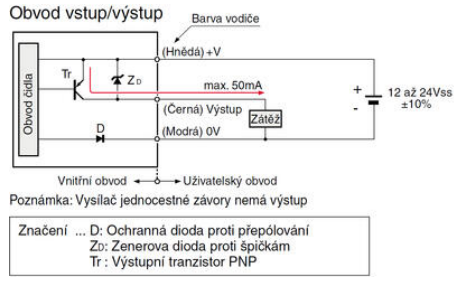 Obvod vstup/výstup
Barva vodiče
(Hnědá) +V
Tr
ZD
max. 50mA
Obvod čidla
(Černá) Výstup
Zátěž
+
-
12 až 24Vss
±10%
D
(Modrá) 0V
Vnitřní obvod
Uživatelský obvod
Poznámka: Vysílač jednocestné závory nemá výstup
Značení ... D: Ochranná dioda proti přepólování
ZD: Zenerova dioda proti špičkám
Tr : Výstupní tranzistor PNP